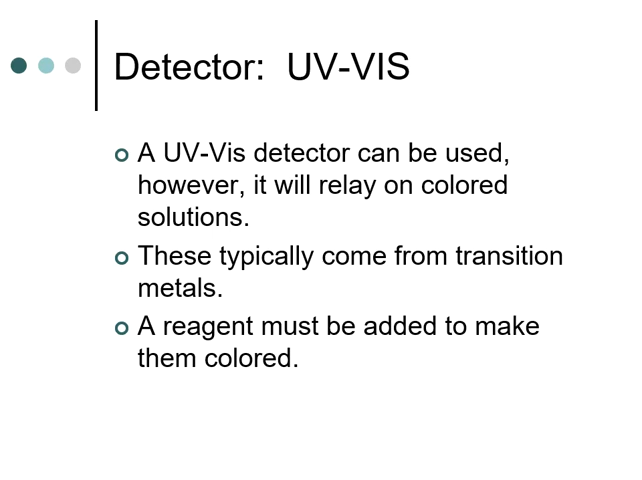 Detector:  UV-VIS
A UV-Vis detector can be used,
however, it will relay on colored
solutions.
These typically come from transition
metals.
A reagent must be added to make
them colored.